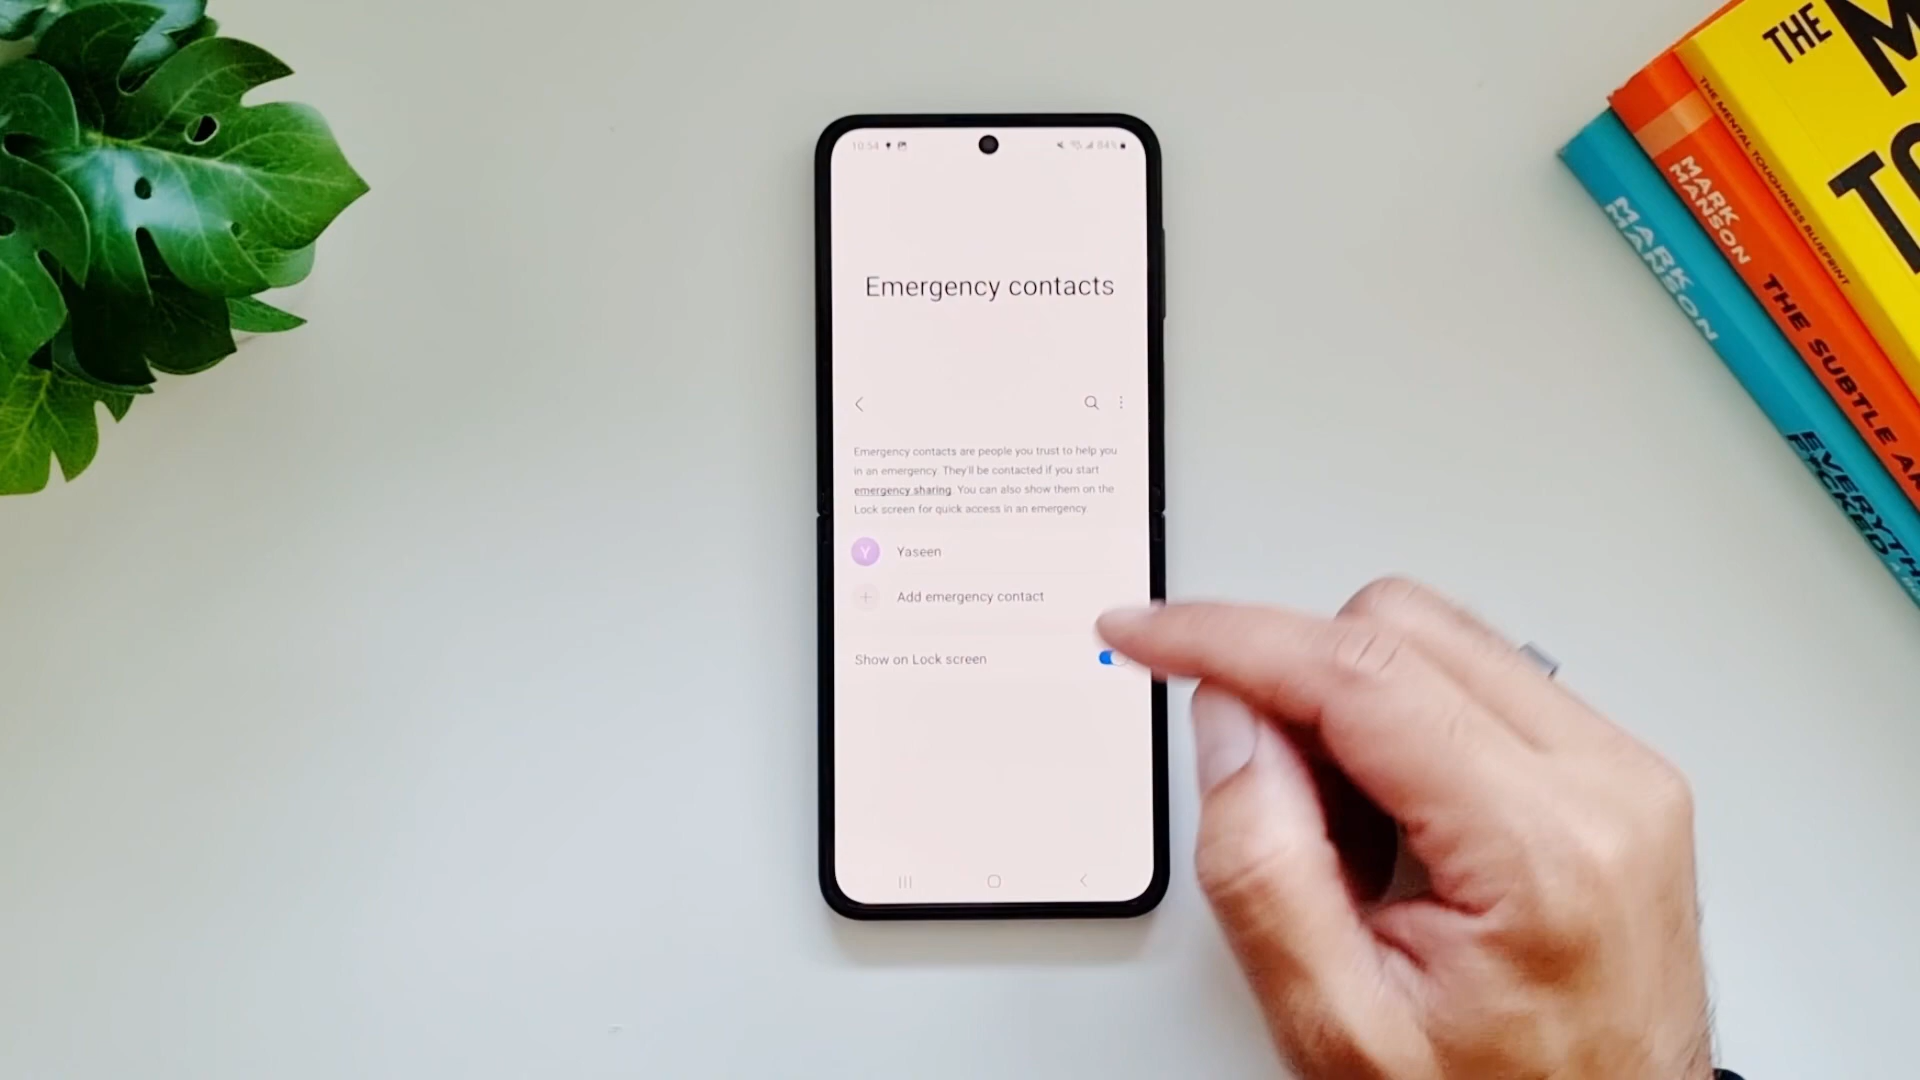 10:54
84%
Emergency contacts
Emergency contacts are people you trust to help you
in an emergency. They'll be contacted if you start
emergency sharing. You can also show them on the
Lock screen for quick access in an emergency.
Y
Yaseen
Add emergency contact
Show on Lock screen
THE
THE MENTAL TOUGHNESS BLUEPRINT
MARK
MANSON
THE SUBTLE
MARK
MANSON